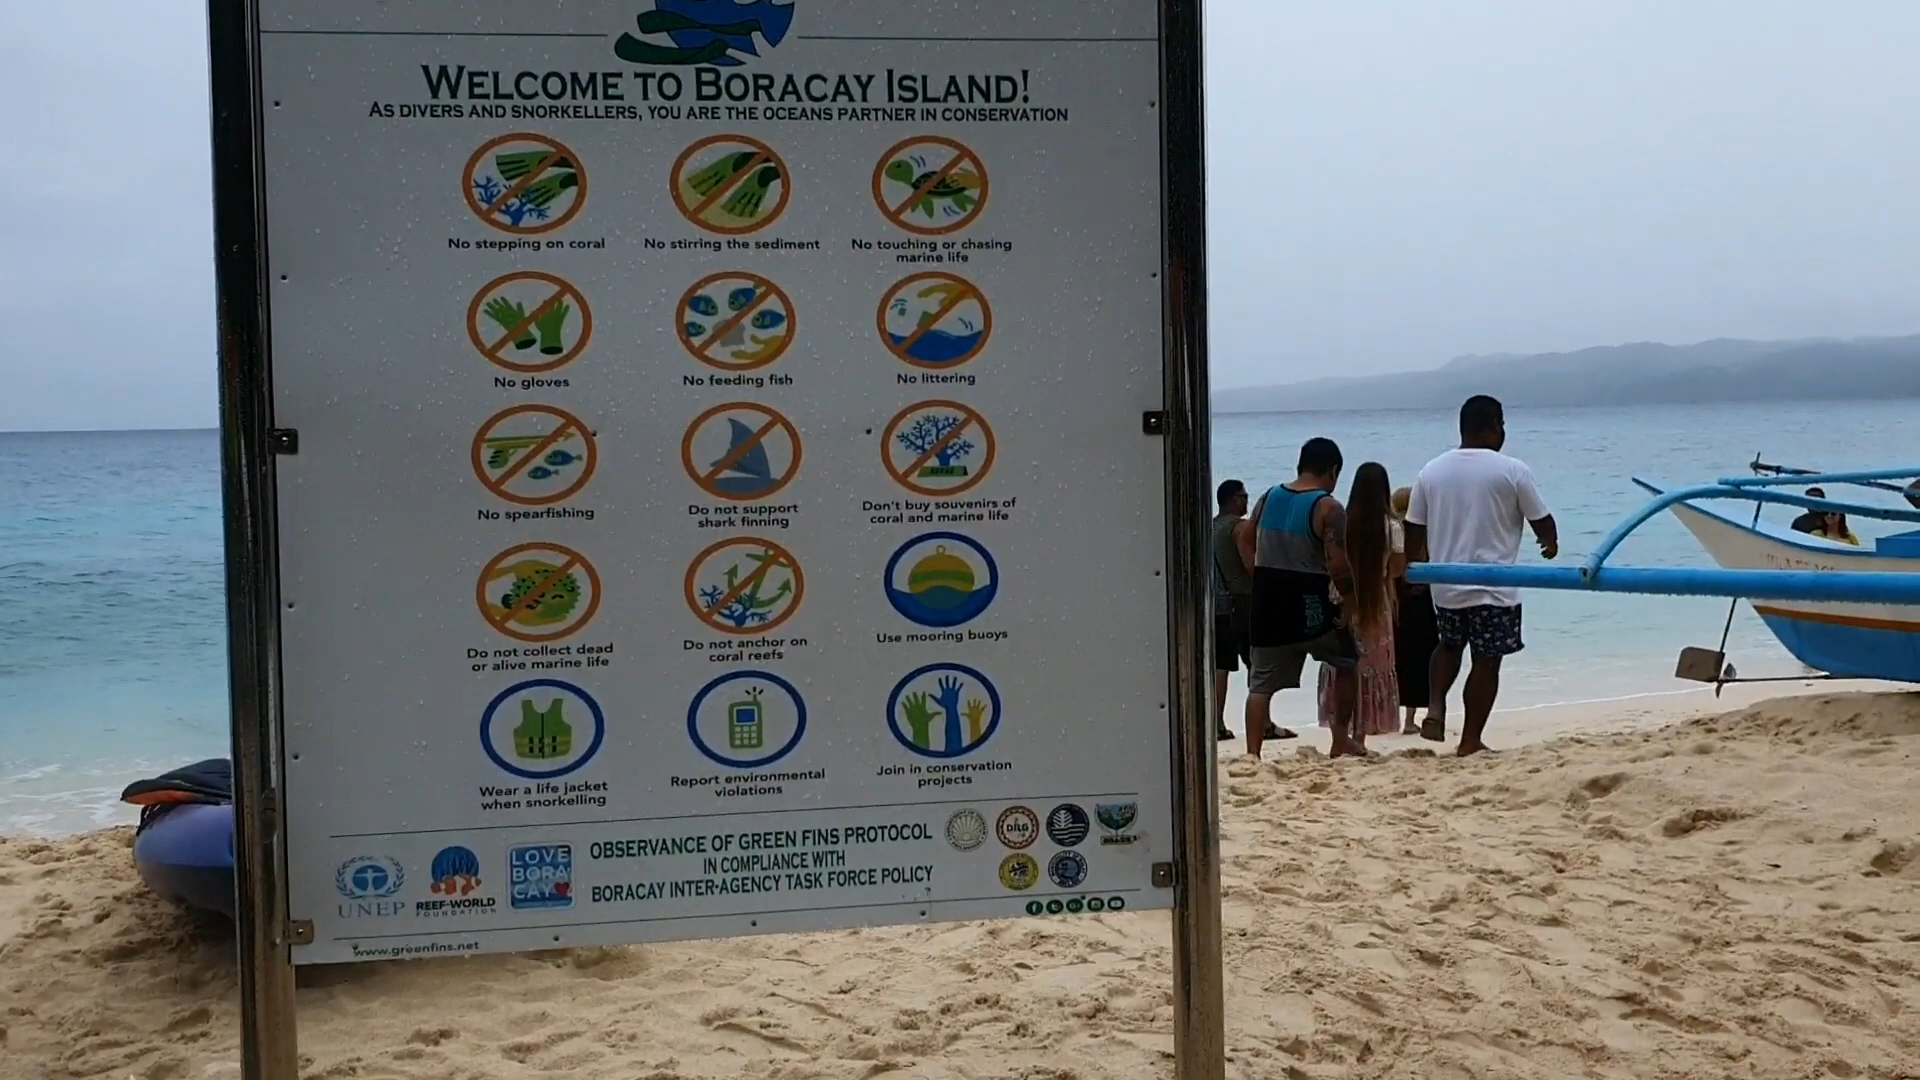 WELCOME TO BORACAY ISLAND!
AS DIVERS AND SNORKELLERS, YOU ARE THE OCEANS PARTNER IN CONSERVATION
No stepping on coral
No stirring the sediment
No touching or chasing
marine life
No gloves
No feeding fish
No littering
No spearfishing
Do not support
shark finning
Don't buy souvenirs of
coral and marine life
Do not collect dead
or alive marine life
Do not anchor on
coral reefs
Use mooring buoys
Wear a life jacket
when snorkelling
Report environmental
violations
Join in conservation
projects
UNEP
REEF-WORLD
FOUNDATION
LOVE
BORA
CAY
OBSERVANCE OF GREEN FINS PROTOCOL
IN COMPLIANCE WITH
BORACAY INTER-AGENCY TASK FORCE POLICY
DILG
www.greenfins.net